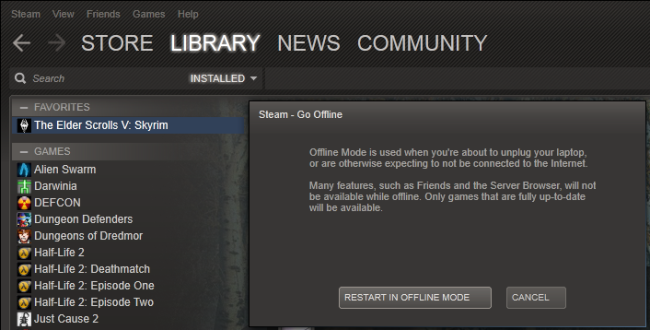 Steam View Friends Games Help
STORE LIBRARY NEWS COMMUNITY
Search INSTALLED
FAVORITES
The Elder Scrolls V: Skyrim
GAMES
Alien Swarm
Darwinia
DEFCON
Dungeon Defenders
Dungeons of Dredmor
Half-Life 2
Half-Life 2: Deathmatch
Half-Life 2: Episode One
Half-Life 2: Episode Two
Just Cause 2
Steam - Go Offline
Offline Mode is used when you're about to unplug your laptop,
or are otherwise expecting to not be connected to the Internet.
Many features, such as Friends and the Server Browser, will not
be available while offline. Only games that are fully up-to-date
will be available.
RESTART IN OFFLINE MODE
CANCEL